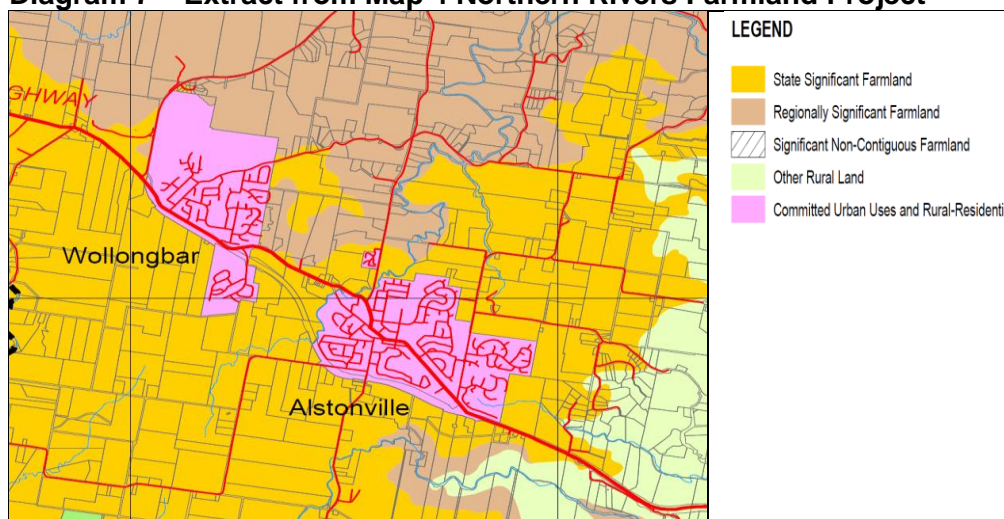 Diagram 7 Extract from Map 4 Northern Rivers Farmland Project
LEGEND
State Significant Farmland
Regionally Significant Farmland
Significant Non-Contiguous Farmland
Other Rural Land
Committed Urban Uses and Rural-Residenti
GHWAY
Wollongbar
Alstonville